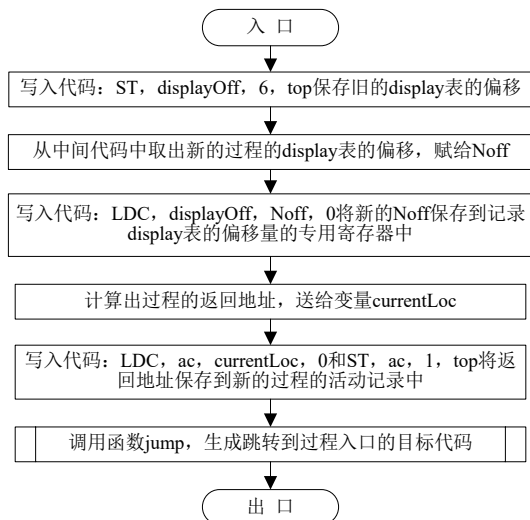 入 口
写入代码：ST，displayOff，6，top保存旧的display表的偏移
从中间代码中取出新的过程的display表的偏移，赋给Noff
写入代码：LDC，displayOff，Noff，0将新的Noff保存到记录
display表的偏移量的专用寄存器中
计算出过程的返回地址，送给变量currentLoc
写入代码：LDC，ac，currentLoc，0和ST，ac，1，top将返
回地址保存到新的过程的活动记录中
调用函数jump，生成跳转到过程入口的目标代码
出 口